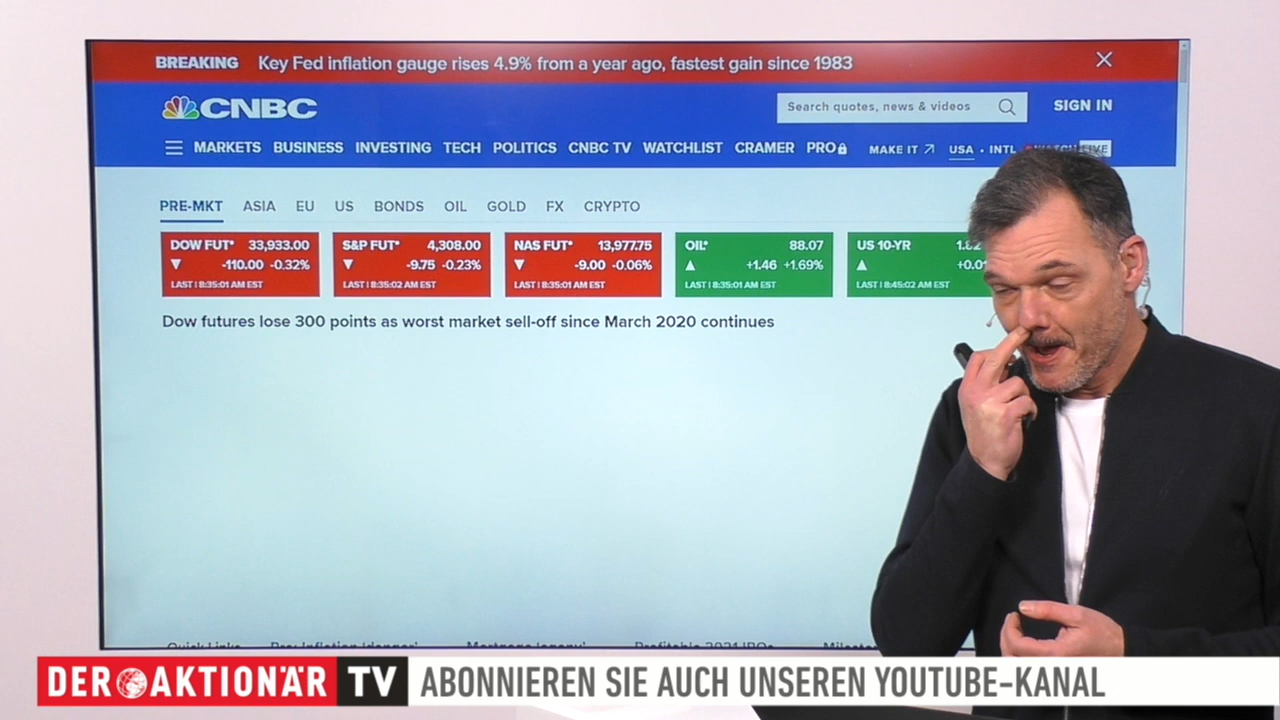 BREAKING Key Fed inflation gauge rises 4.9% from a year ago, fastest gain since 1983
CNBC Search quotes, news & videos SIGN IN
MARKETS BUSINESS INVESTING TECH POLITICS CNBC TV WATCHLIST CRAMER PRO MAKE IT USA • INTL WATCH LIVE
PRE-MKT ASIA EU US BONDS OIL GOLD FX CRYPTO
DOW FUT* 33,933.00 S&P FUT* 4,308.00 NAS FUT* 13,977.75 OIL* 88.07 US 10-YR
-110.00 -0.32% -9.75 -0.23% -9.00 -0.06% +1.46 +1.69%
LAST | 8:35:01 AM EST LAST | 8:35:02 AM EST LAST | 8:35:01 AM EST LAST | 8:35:01 AM EST LAST | 8:45:02 AM EST
Dow futures lose 300 points as worst market sell-off since March 2020 continues
DER AKTIONÄR TV ABONNIEREN SIE AUCH UNSEREN YOUTUBE-KANAL